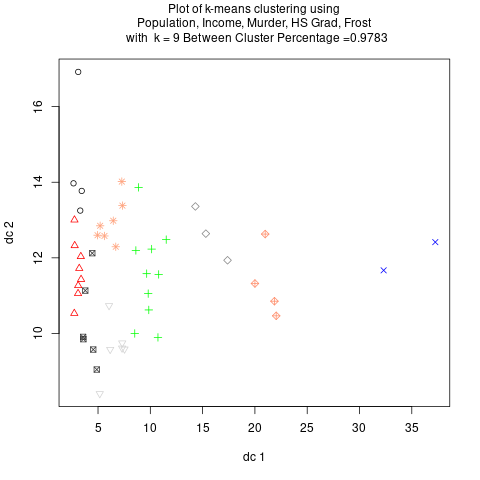 Plot of k-means clustering using
Population, Income, Murder, HS Grad, Frost
with k = 9 Between Cluster Percentage =0.9783
16
14
12
10
dc 2
5 10 15 20 25 30 35
dc 1